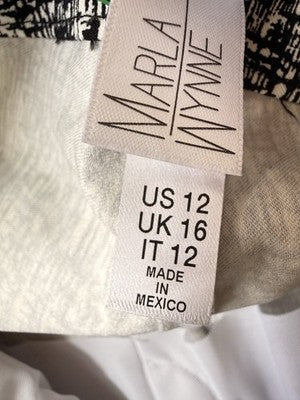 MARLA
WYNNE
US 12
UK 16
IT 12
MADE
IN
MEXICO